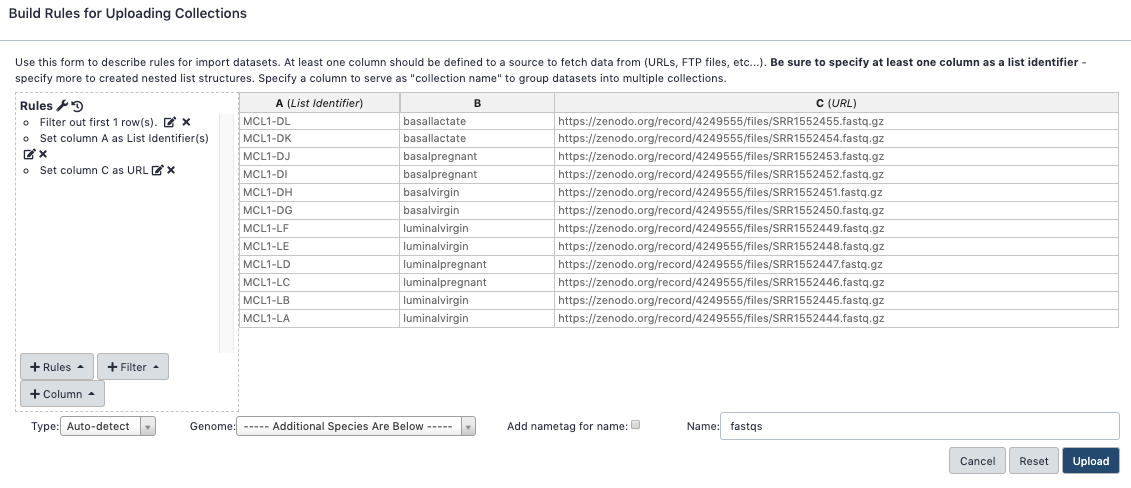 Build Rules for Uploading Collections
Use this form to describe rules for import datasets. At least one column should be defined to a source to fetch data from (URLs, FTP files, etc...). Be sure to specify at least one column as a list identifier -
specify more to created nested list structures. Specify a column to serve as "collection name" to group datasets into multiple collections.
Rules
Filter out first 1 row(s).
Set column A as List Identifier(s)
Set column C as URL
Rules
Filter
Column
A (List Identifier) B C (URL)
MCL1-DL basallactate https://zenodo.org/record/4249555/files/SRR1552455.fastq.gz
MCL1-DK basallactate https://zenodo.org/record/4249555/files/SRR1552454.fastq.gz
MCL1-DJ basalpregnant https://zenodo.org/record/4249555/files/SRR1552453.fastq.gz
MCL1-DI basalpregnant https://zenodo.org/record/4249555/files/SRR1552452.fastq.gz
MCL1-DH basalvirgin https://zenodo.org/record/4249555/files/SRR1552451.fastq.gz
MCL1-DG basalvirgin https://zenodo.org/record/4249555/files/SRR1552450.fastq.gz
MCL1-LF luminalvirgin https://zenodo.org/record/4249555/files/SRR1552449.fastq.gz
MCL1-LE luminalvirgin https://zenodo.org/record/4249555/files/SRR1552448.fastq.gz
MCL1-LD luminalpregnant https://zenodo.org/record/4249555/files/SRR1552447.fastq.gz
MCL1-LC luminalpregnant https://zenodo.org/record/4249555/files/SRR1552446.fastq.gz
MCL1-LB luminalvirgin https://zenodo.org/record/4249555/files/SRR1552445.fastq.gz
MCL1-LA luminalvirgin https://zenodo.org/record/4249555/files/SRR1552444.fastq.gz
Type: Auto-detect Genome: ----- Additional Species Are Below ----- Add nametag for name: Name: fastqs
Cancel Reset Upload